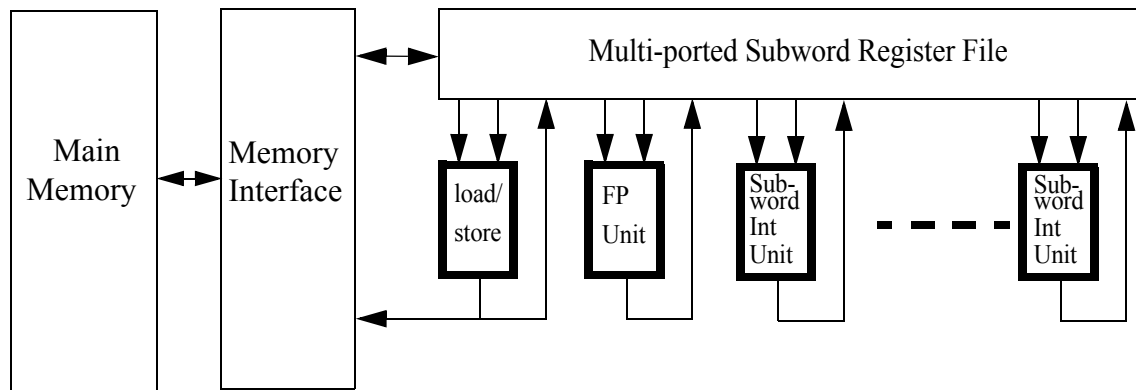 Multi-ported Subword Register File
Main
Memory
Memory
Interface
load/
store
FP
Unit
Sub-
word
Int
Unit
Sub-
word
Int
Unit